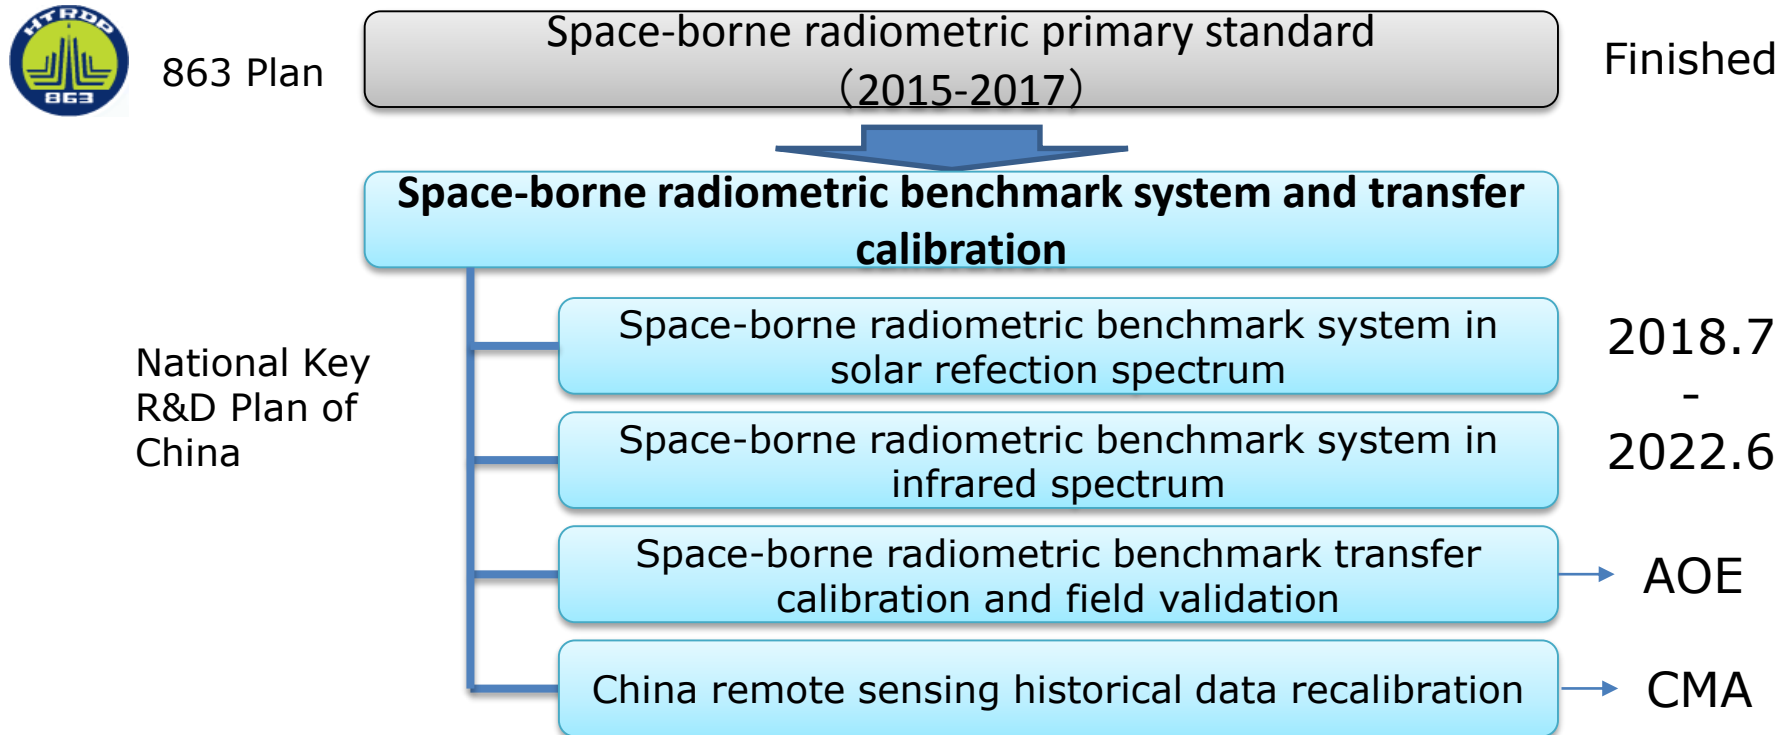 HTRDP
863
863 Plan
Space-borne radiometric primary standard
（2015-2017）
Finished
Space-borne radiometric benchmark system and transfer
calibration
National Key
R&D Plan of
China
Space-borne radiometric benchmark system in
solar refection spectrum
Space-borne radiometric benchmark system in
infrared spectrum
2018.7
-
2022.6
Space-borne radiometric benchmark transfer
calibration and field validation
AOE
China remote sensing historical data recalibration
CMA